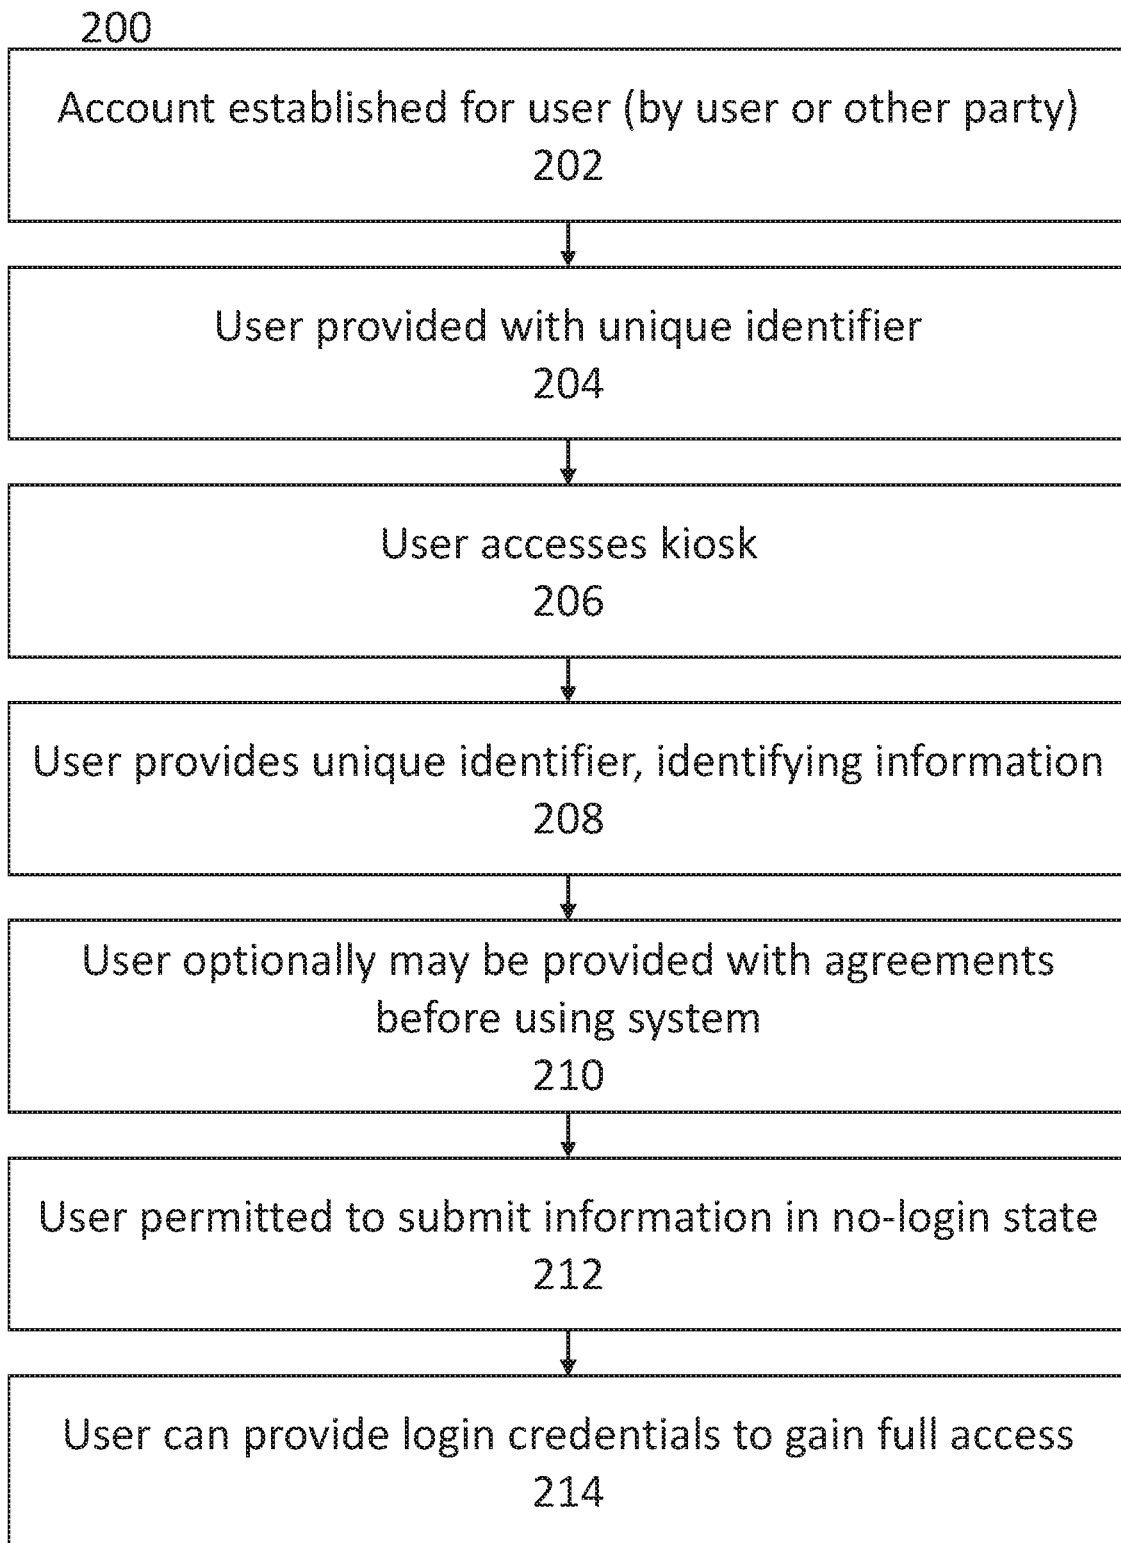 200
Account established for user (by user or other party)
202
User provided with unique identifier
204
User accesses kiosk
206
User provides unique identifier, identifying information
208
User optionally may be provided with agreements
before using system
210
User permitted to submit information in no-login state
212
User can provide login credentials to gain full access
214